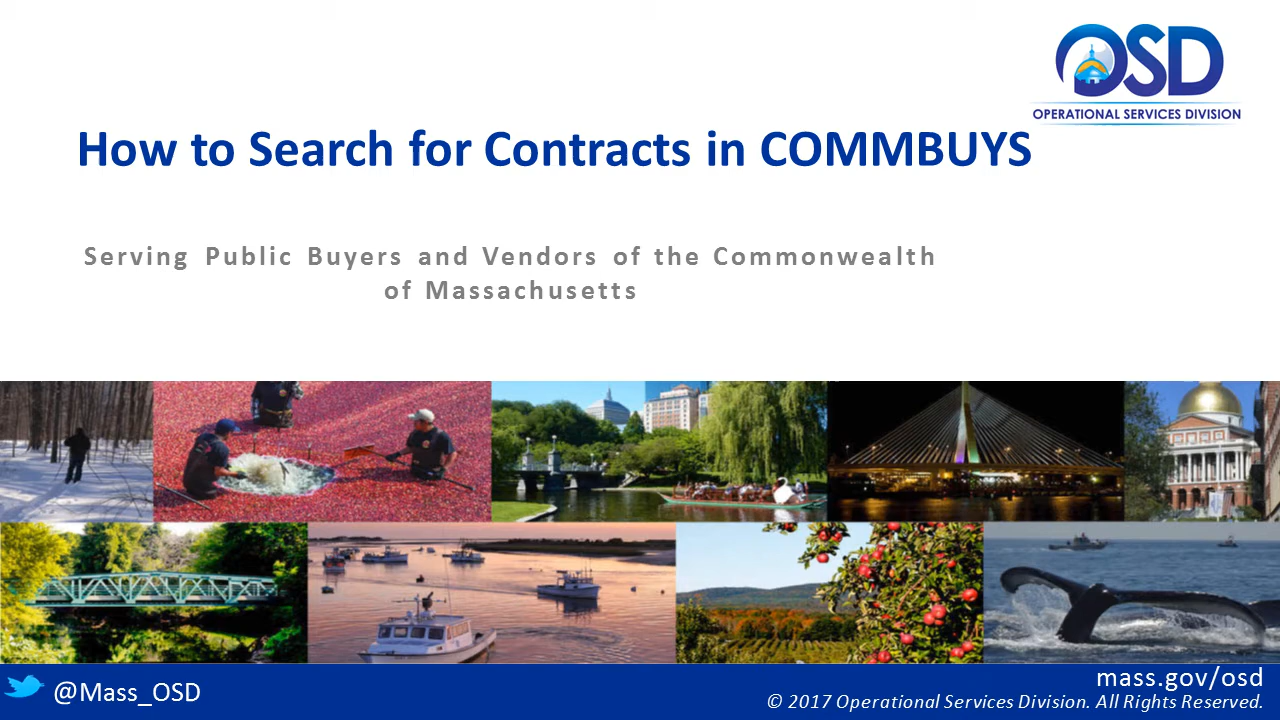 OSD
OPERATIONAL SERVICES DIVISION
How to Search for Contracts in COMMBUYS
Serving Public Buyers and Vendors of the Commonwealth
of Massachusetts
@Mass_OSD
mass.gov/osd
© 2017 Operational Services Division. All Rights Reserved.